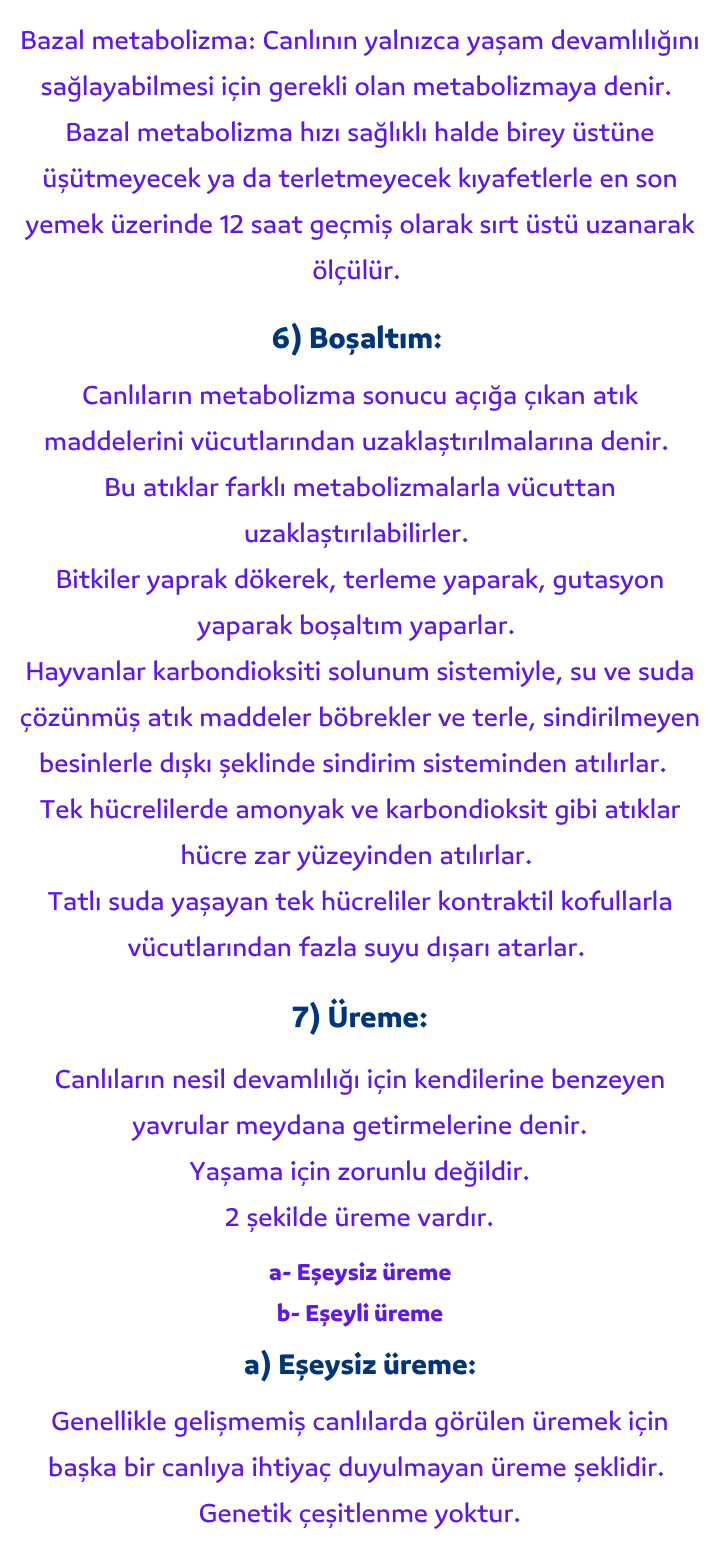 Bazal metabolizma: Canlının yalnızca yaşam devamlılığını
sağlayabilmesi için gerekli olan metabolizmaya denir.
Bazal metabolizma hızı sağlıklı halde birey üstüne
üşütmeyecek ya da terletmeyecek kıyafetlerle en son
yemek üzerinde 12 saat geçmiş olarak sırt üstü uzanarak
ölçülür.
6) Boşaltım:
Canlıların metabolizma sonucu açığa çıkan atık
maddelerini vücutlarından uzaklaştırılmalarına denir.
Bu atıklar farklı metabolizmalarla vücuttan
uzaklaştırılabilirler.
Bitkiler yaprak dökerek, terleme yaparak, gutasyon
yaparak boşaltım yaparlar.
Hayvanlar karbondioksiti solunum sistemiyle, su ve suda
çözünmüş atık maddeler böbrekler ve terle, sindirilmeyen
besinlerle dışkı şeklinde sindirim sisteminden atılırlar.
Tek hücrelilerde amonyak ve karbondioksit gibi atıklar
hücre zar yüzeyinden atılırlar.
Tatlı suda yaşayan tek hücreliler kontraktil kofullarla
vücutlarından fazla suyu dışarı atarlar.
7) Üreme:
Canlıların nesil devamlılığı için kendilerine benzeyen
yavrular meydana getirmelerine denir.
Yaşama için zorunlu değildir.
2 şekilde üreme vardır.
a- Eşeysiz üreme
b- Eşeyli üreme
a) Eşeysiz üreme:
Genellikle gelişmemiş canlılarda görülen üremek için
başka bir canlıya ihtiyaç duyulmayan üreme şeklidir.
Genetik çeşitlenme yoktur.